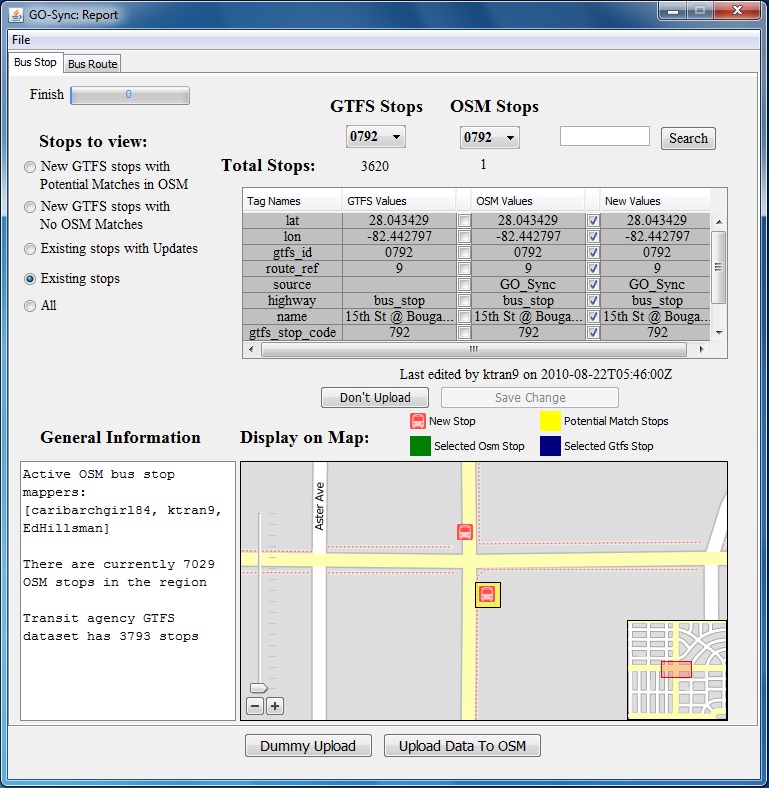 GO-Sync: Report
File
Bus Stop Bus Route
Finish 0
GTFS Stops OSM Stops
0792 0792 Search
Stops to view:
Total Stops: 3620 1
New GTFS stops with
Potential Matches in OSM
New GTFS stops with
No OSM Matches
Existing stops with Updates
Existing stops
All
Tag Names GTFS Values OSM Values New Values
lat 28.043429 28.043429 28.043429
lon -82.442797 -82.442797 -82.442797
gtfs_id 0792 0792 0792
route_ref 9 9 9
source GO_Sync GO_Sync
highway bus_stop bus_stop bus_stop
name 15th St @ Bouga... 15th St @ Bouga... 15th St @ Bouga...
gtfs_stop_code 792 792 792
Last edited by ktran9 on 2010-08-22T05:46:00Z
Don't Upload Save Change
General Information
Display on Map:
New Stop Potential Match Stops
Selected Osm Stop Selected Gtfs Stop
Active OSM bus stop
mappers:
[caribarchgirl84, ktran9,
EdHillsman]
There are currently 7029
OSM stops in the region
Transit agency GTFS
dataset has 3793 stops
Aster Ave
Dummy Upload Upload Data To OSM